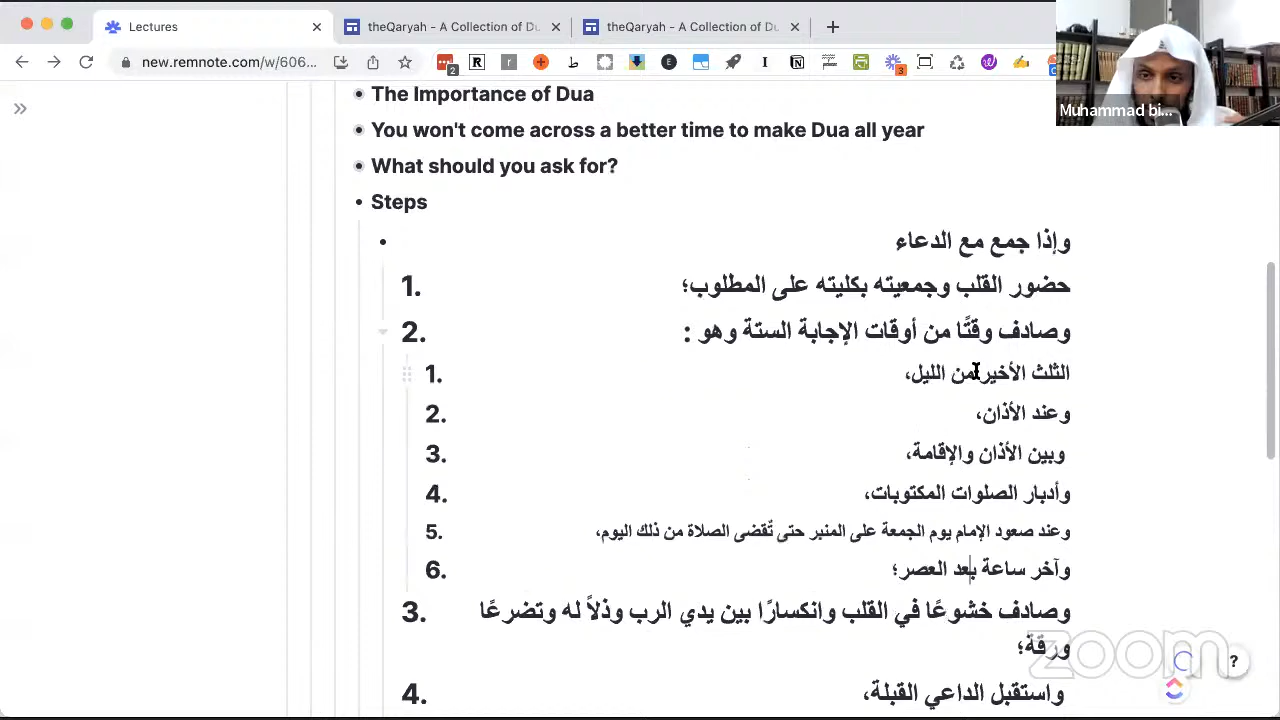 Lectures
theQaryah - A Collection of Du
theQaryah - A Collection of Du
nerc.remnote.com/w/606...
The Importance of Dua
You won't come across a better time to make Dua all year
What should you ask for?
Steps
وإذا جمع مع الدعاء
1. حضور القلب وجمعيته بكليته على المطلوب؛
2. وصادف وقتًا من أوقات الإجابة الستة وهو :
1. الثلث الأخير من الليل،
2. وعند الأذان،
3. وبين الأذان والإقامة،
4. وأدبار الصلوات المكتوبات،
5. وعند صعود الإمام يوم الجمعة على المنبر حتى تُقضى الصلاة من ذلك اليوم،
6. وآخر ساعة بعد العصر؛
3. وصادف خشوعًا في القلب وانكسارًا بين يدي الرب وذلاً له وتضرعًا
ورقة؛
4. واستقبل الداعي القبلة،
Muhammad bi...
zoom
?